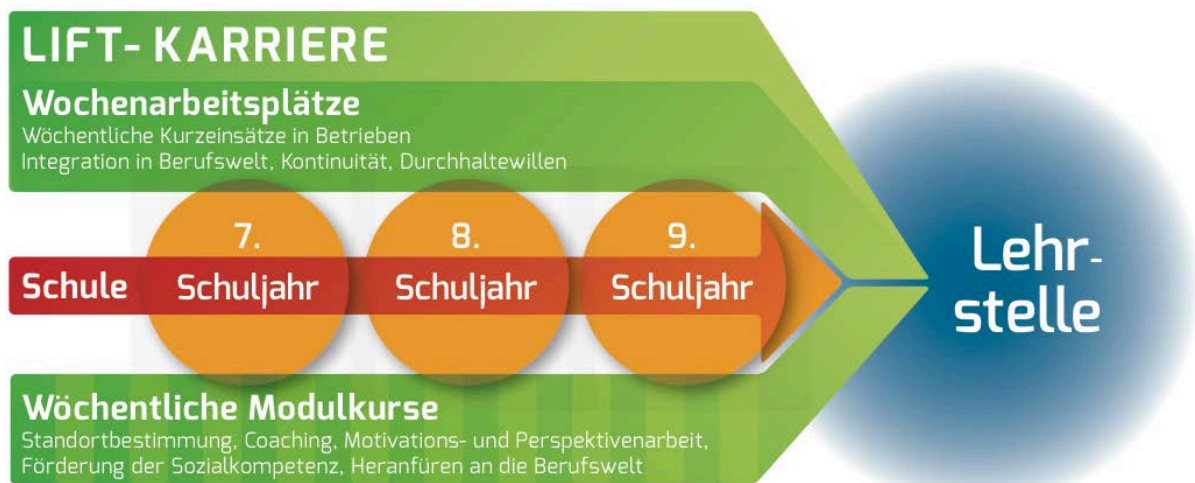 LIFT- KARRIERE
Wochenarbeitsplätze
Wöchentliche Kurzeinsätze in Betrieben
Integration in Berufswelt, Kontinuität, Durchhaltewillen
7.
Schuljahr
8.
Schuljahr
9.
Schuljahr
Schule
Lehr-
stelle
Wöchentliche Modulkurse
Standortbestimmung, Coaching, Motivations- und Perspektivenarbeit,
Förderung der Sozialkompetenz, Heranfüren an die Berufswelt